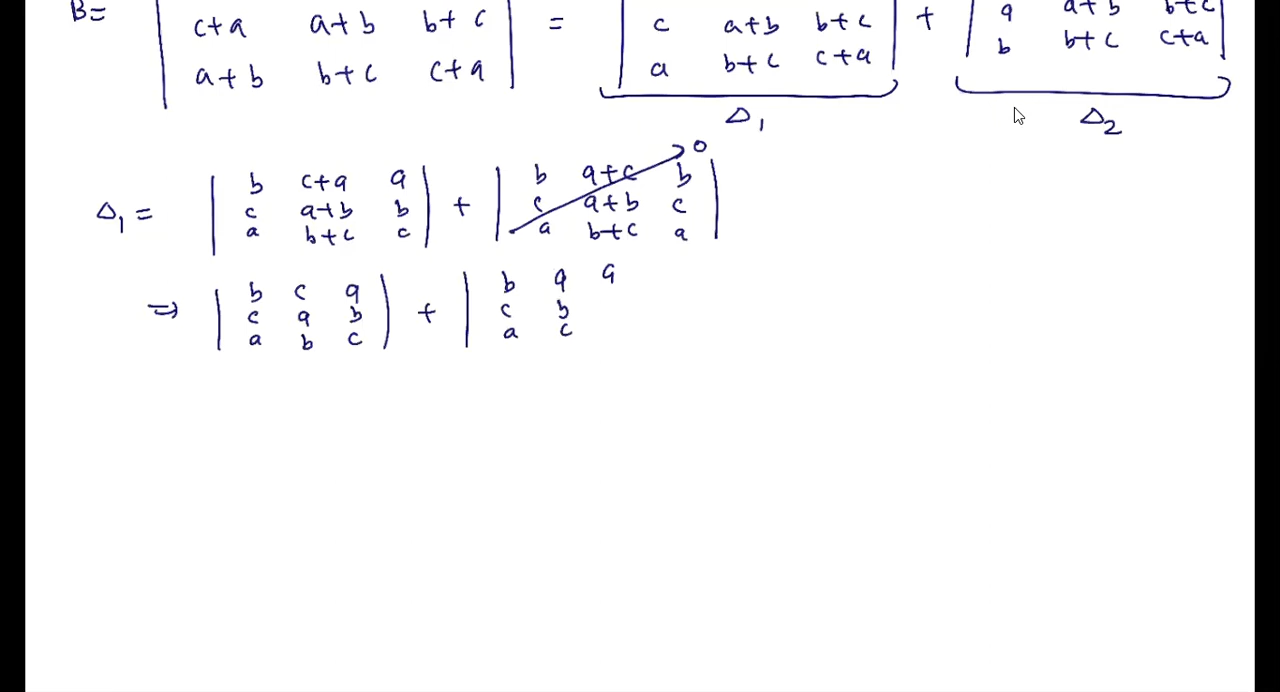 B= | c+a a+b b+c | = | c a+b b+c | + | a a+b b+c |
| a+b b+c c+a | | a b+c c+a | | b b+c c+a |
Δ1 Δ2
0
| b c+a a | | b a+c b |
Δ1 = | c a+b b | + | c a+b c |
| a b+c c | | a b+c a |
| b c a | | b a a
⇒ | c a b | + | c b
| a b c | | a c